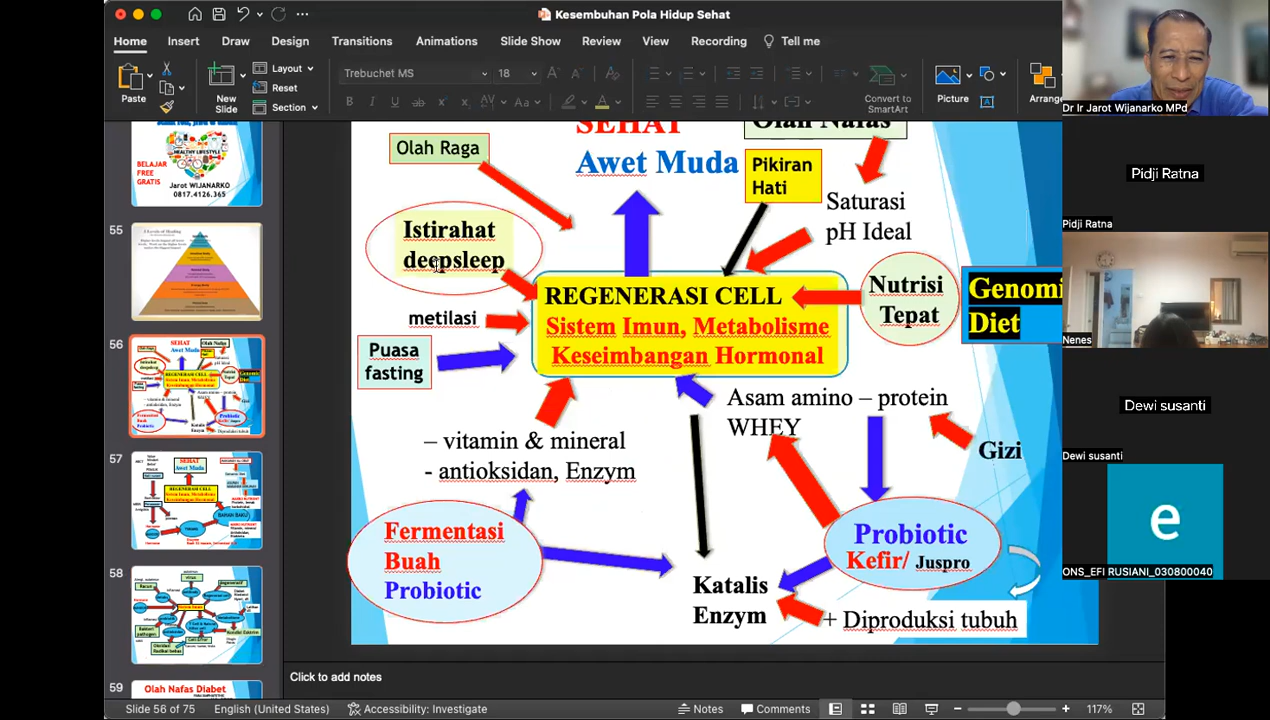 Kesembuhan Pola Hidup Sehat
Home Insert Draw Design Transitions Animations Slide Show Review View Recording Tell me
Paste
New
Slide
Layout
Reset
Section
Trebuchet MS
18
Convert to
SmartArt
Picture
Arrange
BELAJAR
FREE
GRATIS
Jarot WIJANARKO
0817.4126.365
55
56
57
58
59
Olah Nafas Diabet
SEHAT
Awet Muda
Olah Raga
Olah Nafas
Pikiran
Hati
Saturasi
pH Ideal
Istirahat
deepsleep
REGENERASI CELL
Sistem Imun, Metabolisme
Keseimbangan Hormonal
Nutrisi
Tepat
Genomi
Diet
metilasi
Puasa
fasting
Asam amino – protein
WHEY
Gizi
– vitamin & mineral
- antioksidan, Enzym
Fermentasi
Buah
Probiotic
Probiotic
Kefir/ Juspro
Katalis
Enzym
+ Diproduksi tubuh
Click to add notes
Slide 56 of 75 English (United States) Accessibility: Investigate Notes Comments 117%
Dr Ir Jarot Wijanarko MPd
Pidji Ratna
Pidji Ratna
Nenes
Dewi susanti
Dewi susanti
e
ONS_EFI RUSIANI_030800040